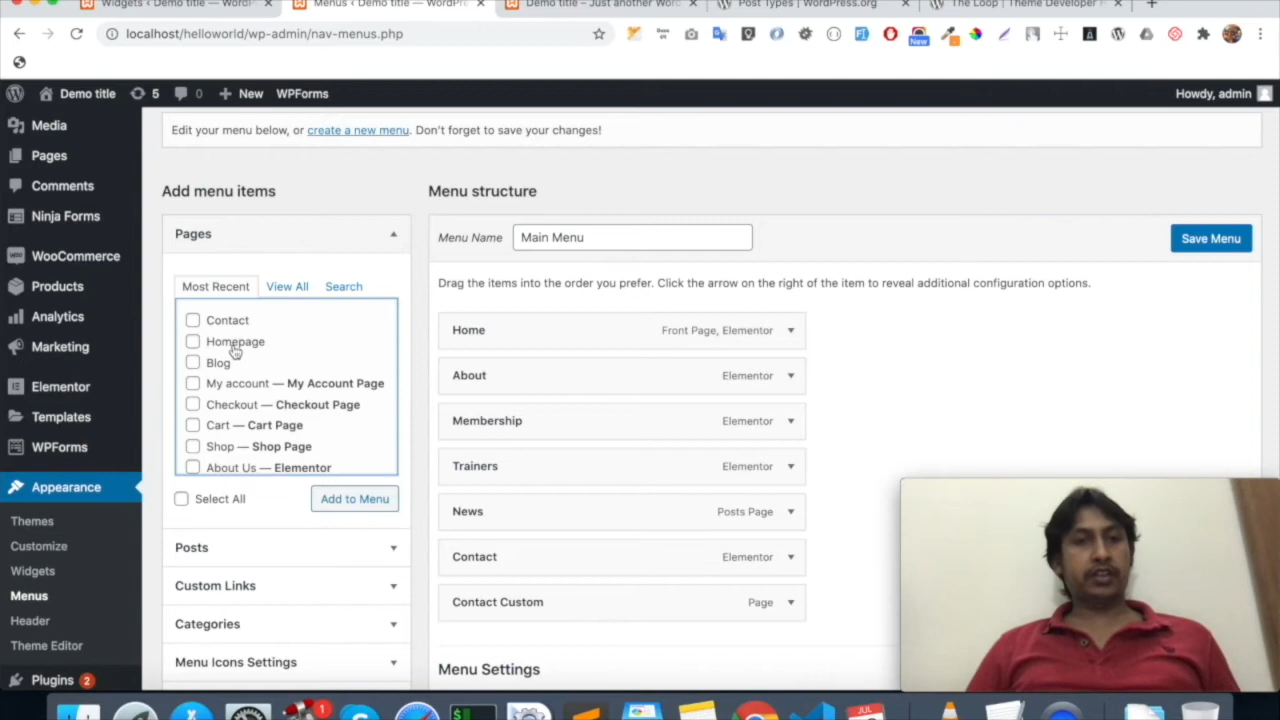 Widgets ‹ Demo title — WordPr
Menus ‹ Demo title — WordPre
Demo title – Just another Word
Post Types | WordPress.org
The Loop | Theme Developer H
localhost/helloworld/wp-admin/nav-menus.php
New
Demo title
5
0
New
WPForms
Howdy, admin
Media
Pages
Comments
Ninja Forms
WooCommerce
Products
Analytics
Marketing
Elementor
Templates
WPForms
Appearance
Themes
Customize
Widgets
Menus
Header
Theme Editor
Plugins 2
Edit your menu below, or create a new menu. Don't forget to save your changes!
Add menu items
Pages
Most Recent
View All
Search
Contact
Homepage
Blog
My account — My Account Page
Checkout — Checkout Page
Cart — Cart Page
Shop — Shop Page
About Us — Elementor
Select All
Add to Menu
Posts
Custom Links
Categories
Menu Icons Settings
Menu structure
Menu Name
Main Menu
Save Menu
Drag the items into the order you prefer. Click the arrow on the right of the item to reveal additional configuration options.
Home
Front Page, Elementor
About
Elementor
Membership
Elementor
Trainers
Elementor
News
Posts Page
Contact
Elementor
Contact Custom
Page
Menu Settings
1
JUL